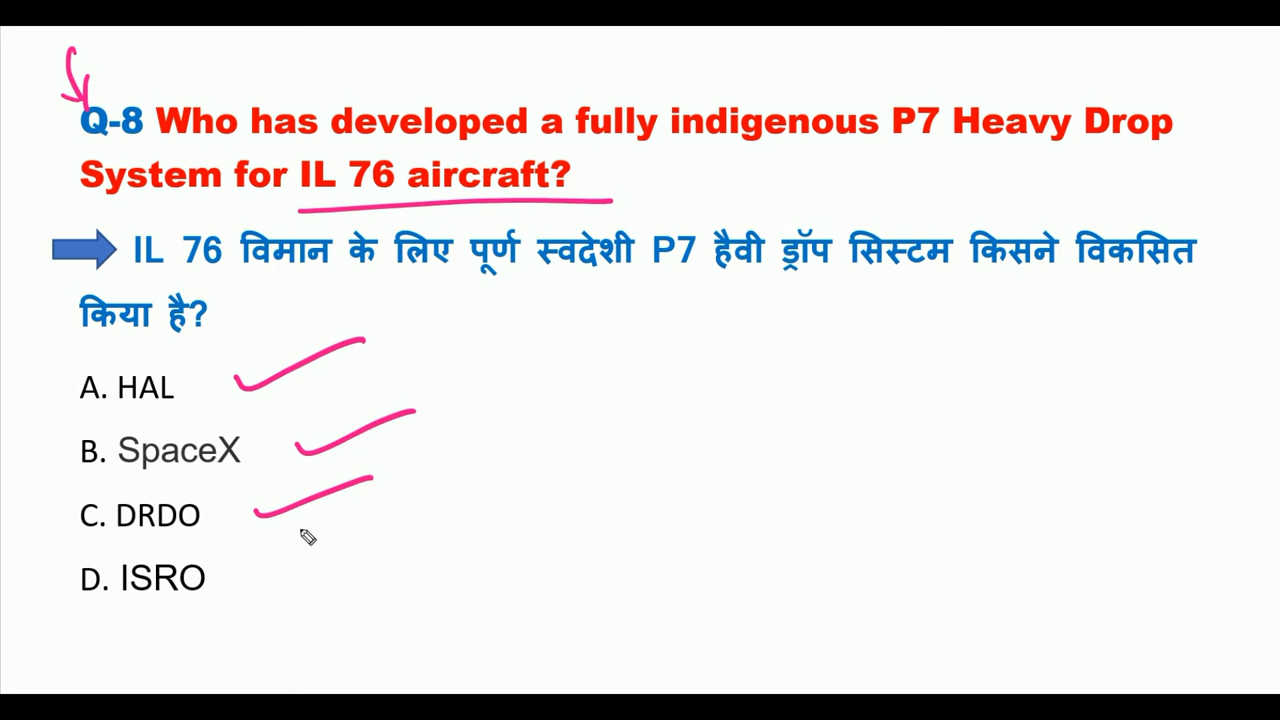 Q-8 Who has developed a fully indigenous P7 Heavy Drop
System for IL 76 aircraft?
IL 76 विमान के लिए पूर्ण स्वदेशी P7 हैवी ड्रॉप सिस्टम किसने विकसित
किया है?
A. HAL
B. SpaceX
C. DRDO
D. ISRO